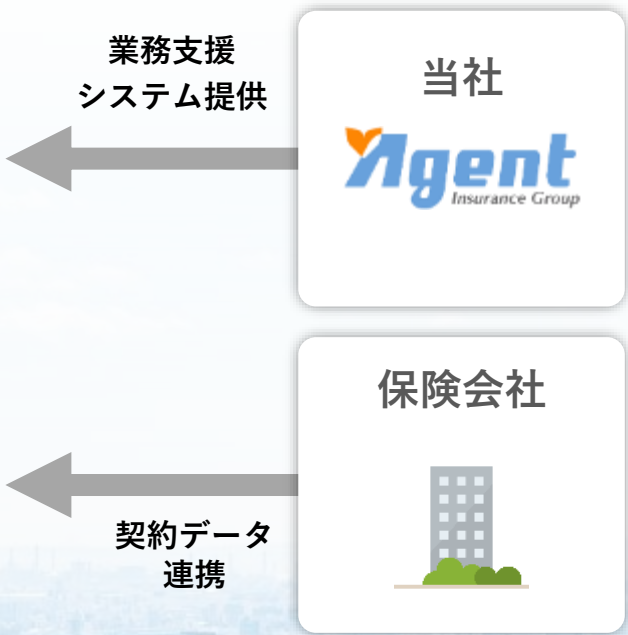 業務支援
システム提供
当社
Agent
Insurance Group
保険会社
契約データ
連携